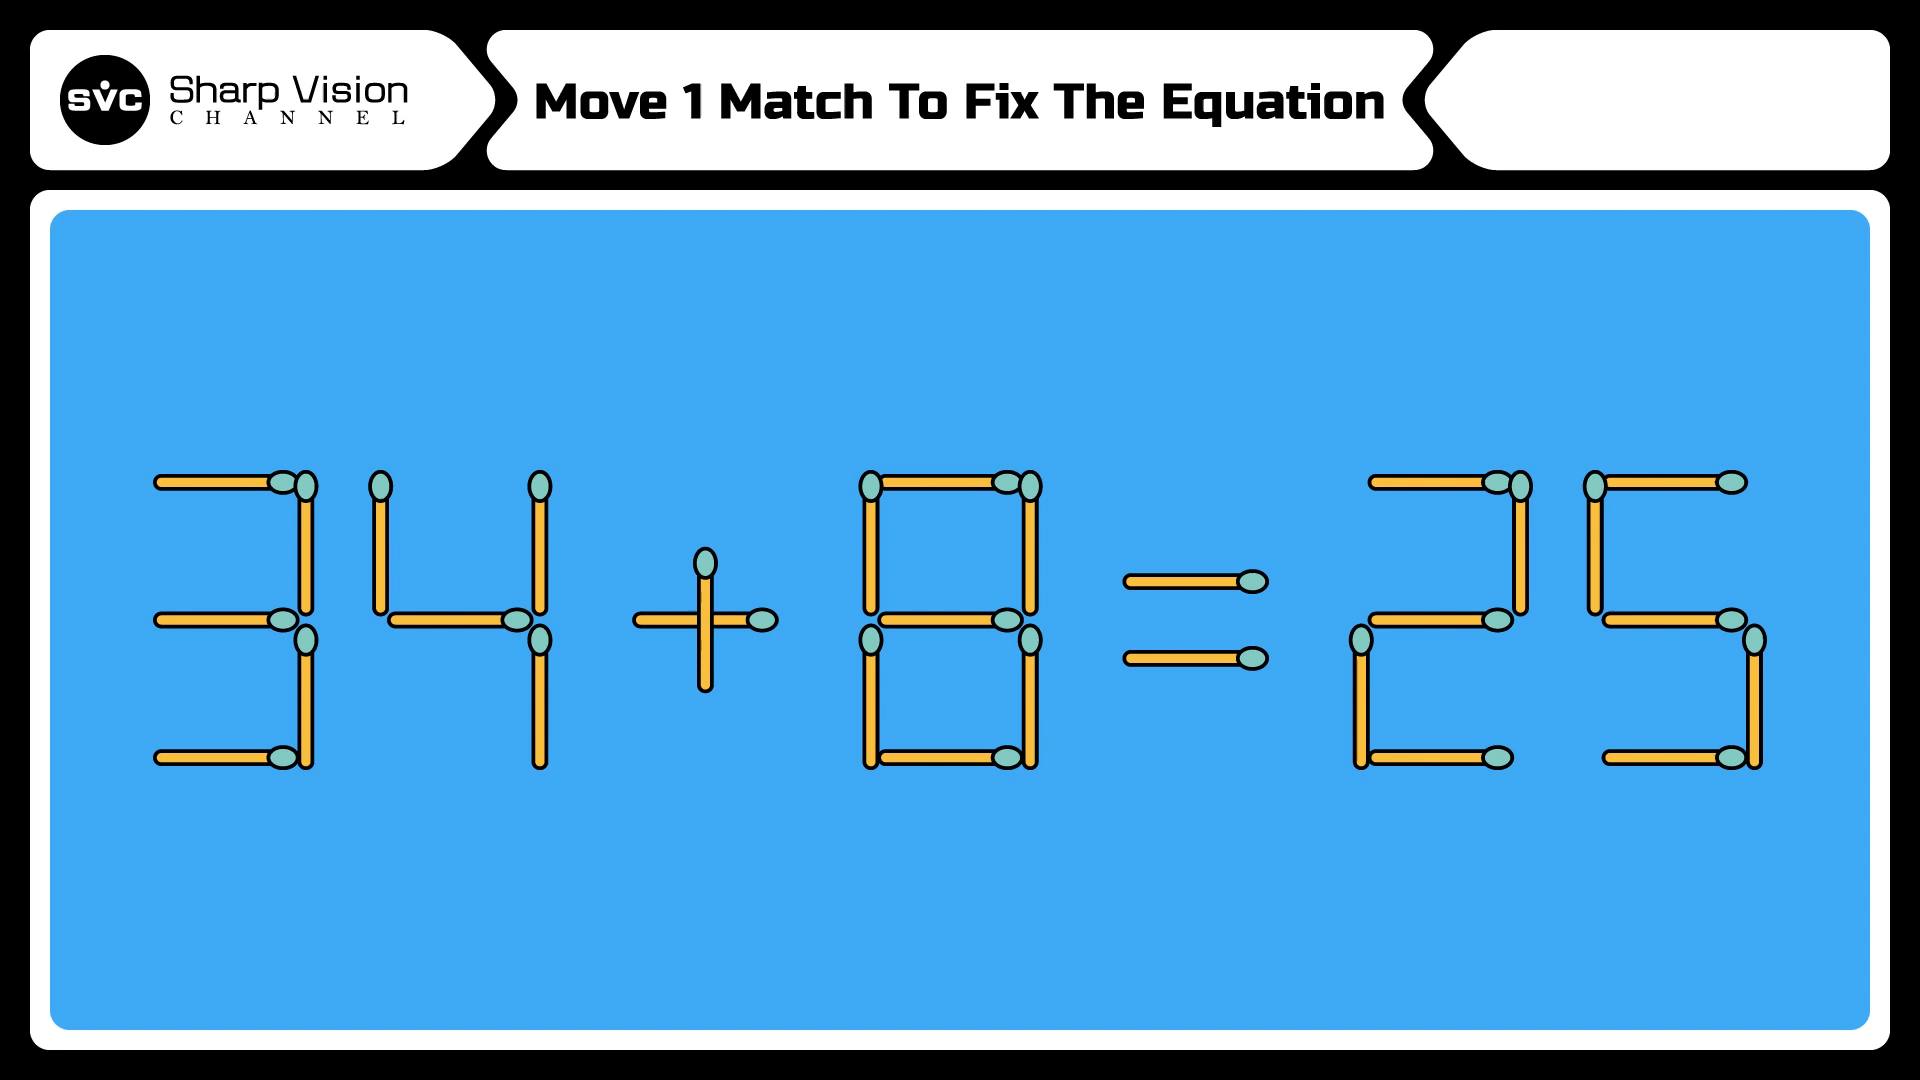 svc
Sharp Vision
CHANNEL
Move 1 Match To Fix The Equation
34+8=25